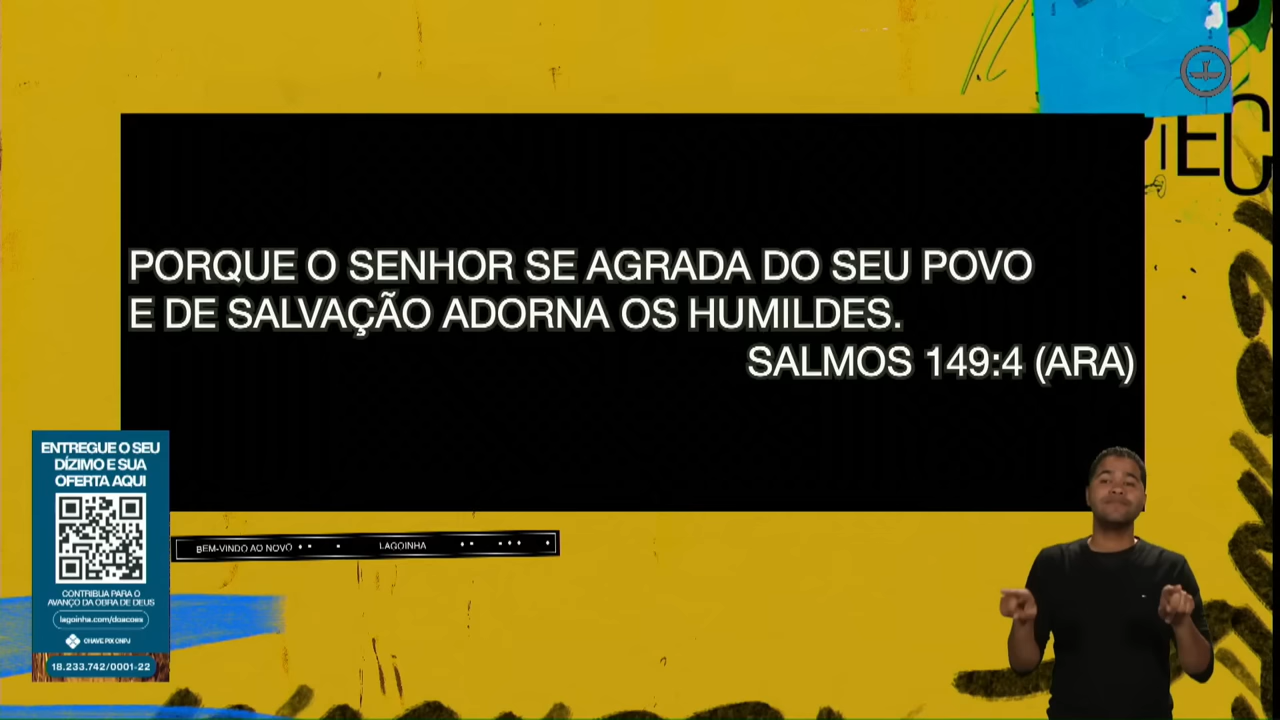 EC
PORQUE O SENHOR SE AGRADA DO SEU POVO
E DE SALVAÇÃO ADORNA OS HUMILDES.
SALMOS 149:4 (ARA)
ENTREGUE O SEU
DÍZIMO E SUA
OFERTA AQUI
CONTRIBUA PARA O
AVANÇO DA OBRA DE DEUS
lagoinha.com/doacoes
CHAVE PIX CNPJ
18.233.742/0001-22
BEM-VINDO AO NOVO
LAGOINHA